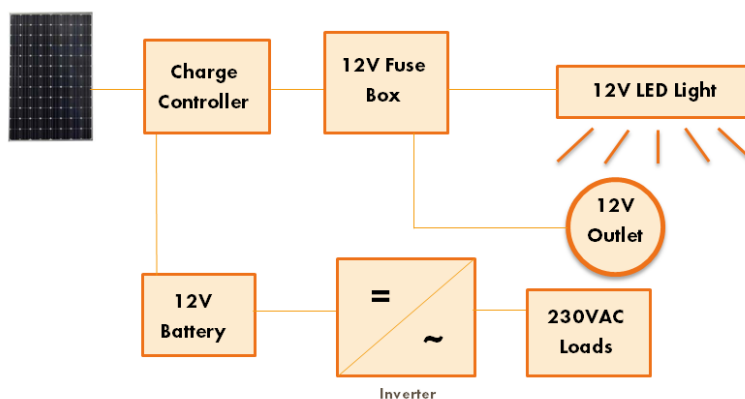 Charge
Controller
12V Fuse
Box
12V LED Light
12V
Outlet
12V
Battery
=
~
230VAC
Loads
Inverter